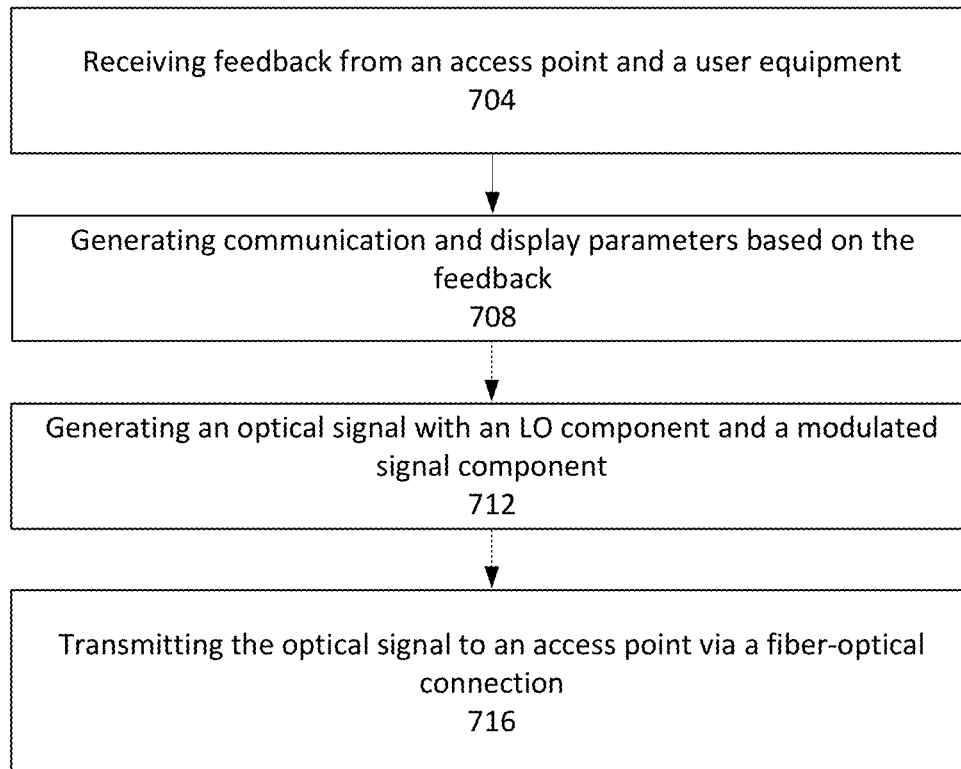 Receiving feedback from an access point and a user equipment
704
Generating communication and display parameters based on the
feedback
708
Generating an optical signal with an LO component and a modulated
signal component
712
Transmitting the optical signal to an access point via a fiber-optical
connection
716